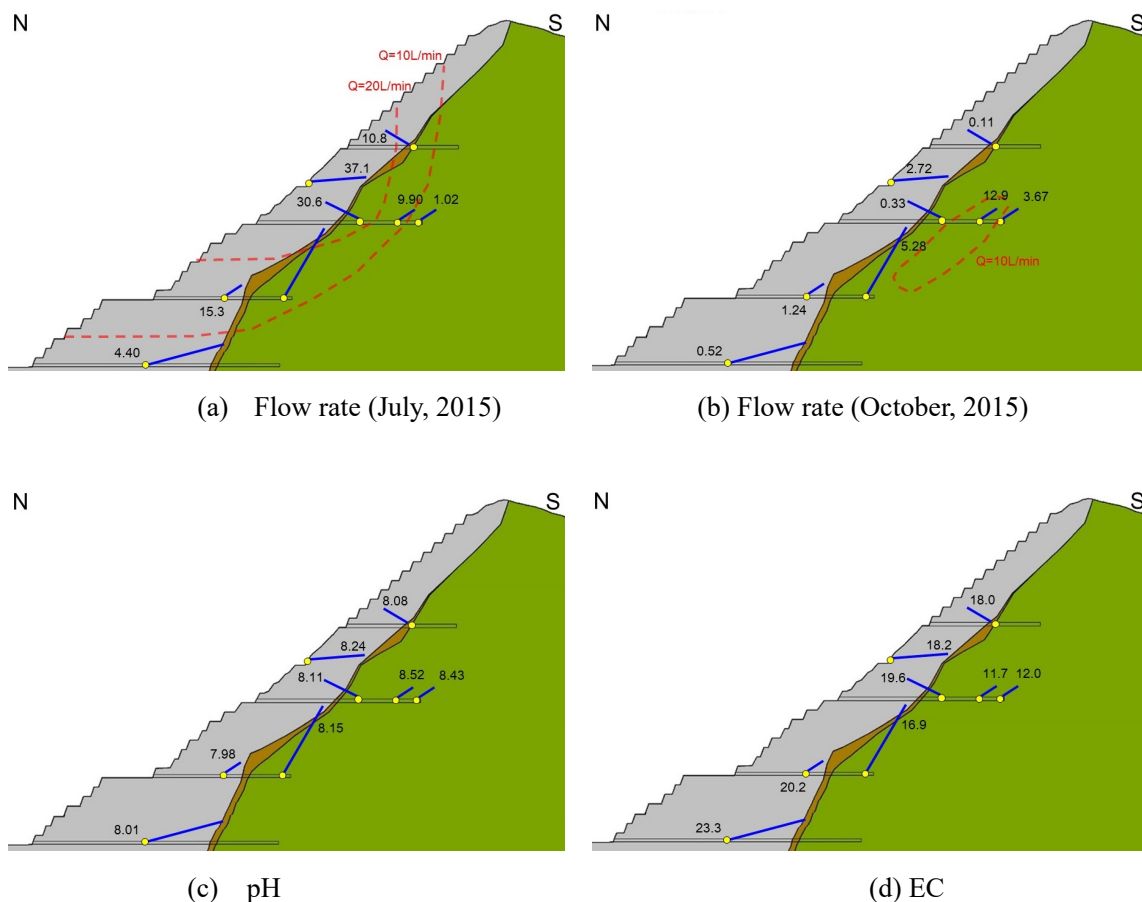 N S
Q=10L/min
Q=20L/min
10.8
37.1
30.6 9.90 1.02
15.3
4.40
(a) Flow rate (July, 2015)
N S
0.11
2.72
0.33 12.9 3.67
5.28
Q=10L/min
1.24
0.52
(b) Flow rate (October, 2015)
N S
8.08
8.24
8.11 8.52 8.43
8.15
7.98
8.01
(c) pH
N S
18.0
18.2
19.6 11.7 12.0
16.9
20.2
23.3
(d) EC